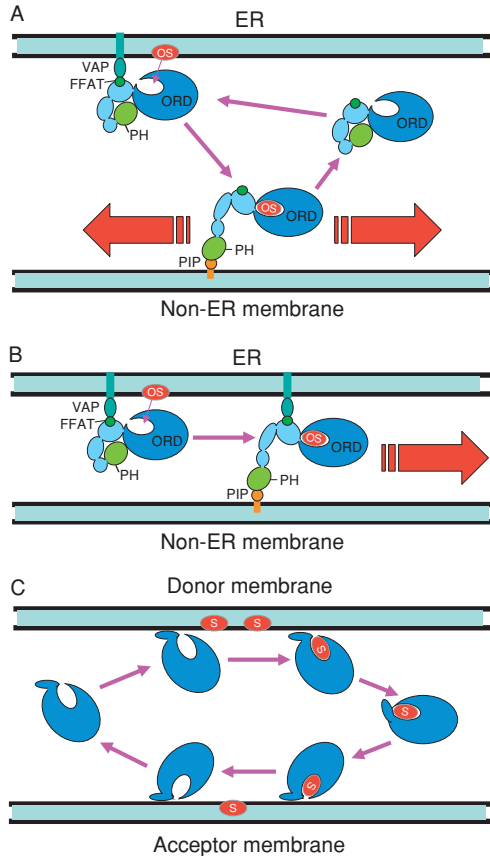 A
ER
OS
VAP
FFAT
ORD
PH
ORD
OS
ORD
PH
PIP
Non-ER membrane
B
ER
OS
VAP
FFAT
ORD
OS
ORD
PH
PH
PIP
Non-ER membrane
C
Donor membrane
S
S
S
S
S
S
Acceptor membrane